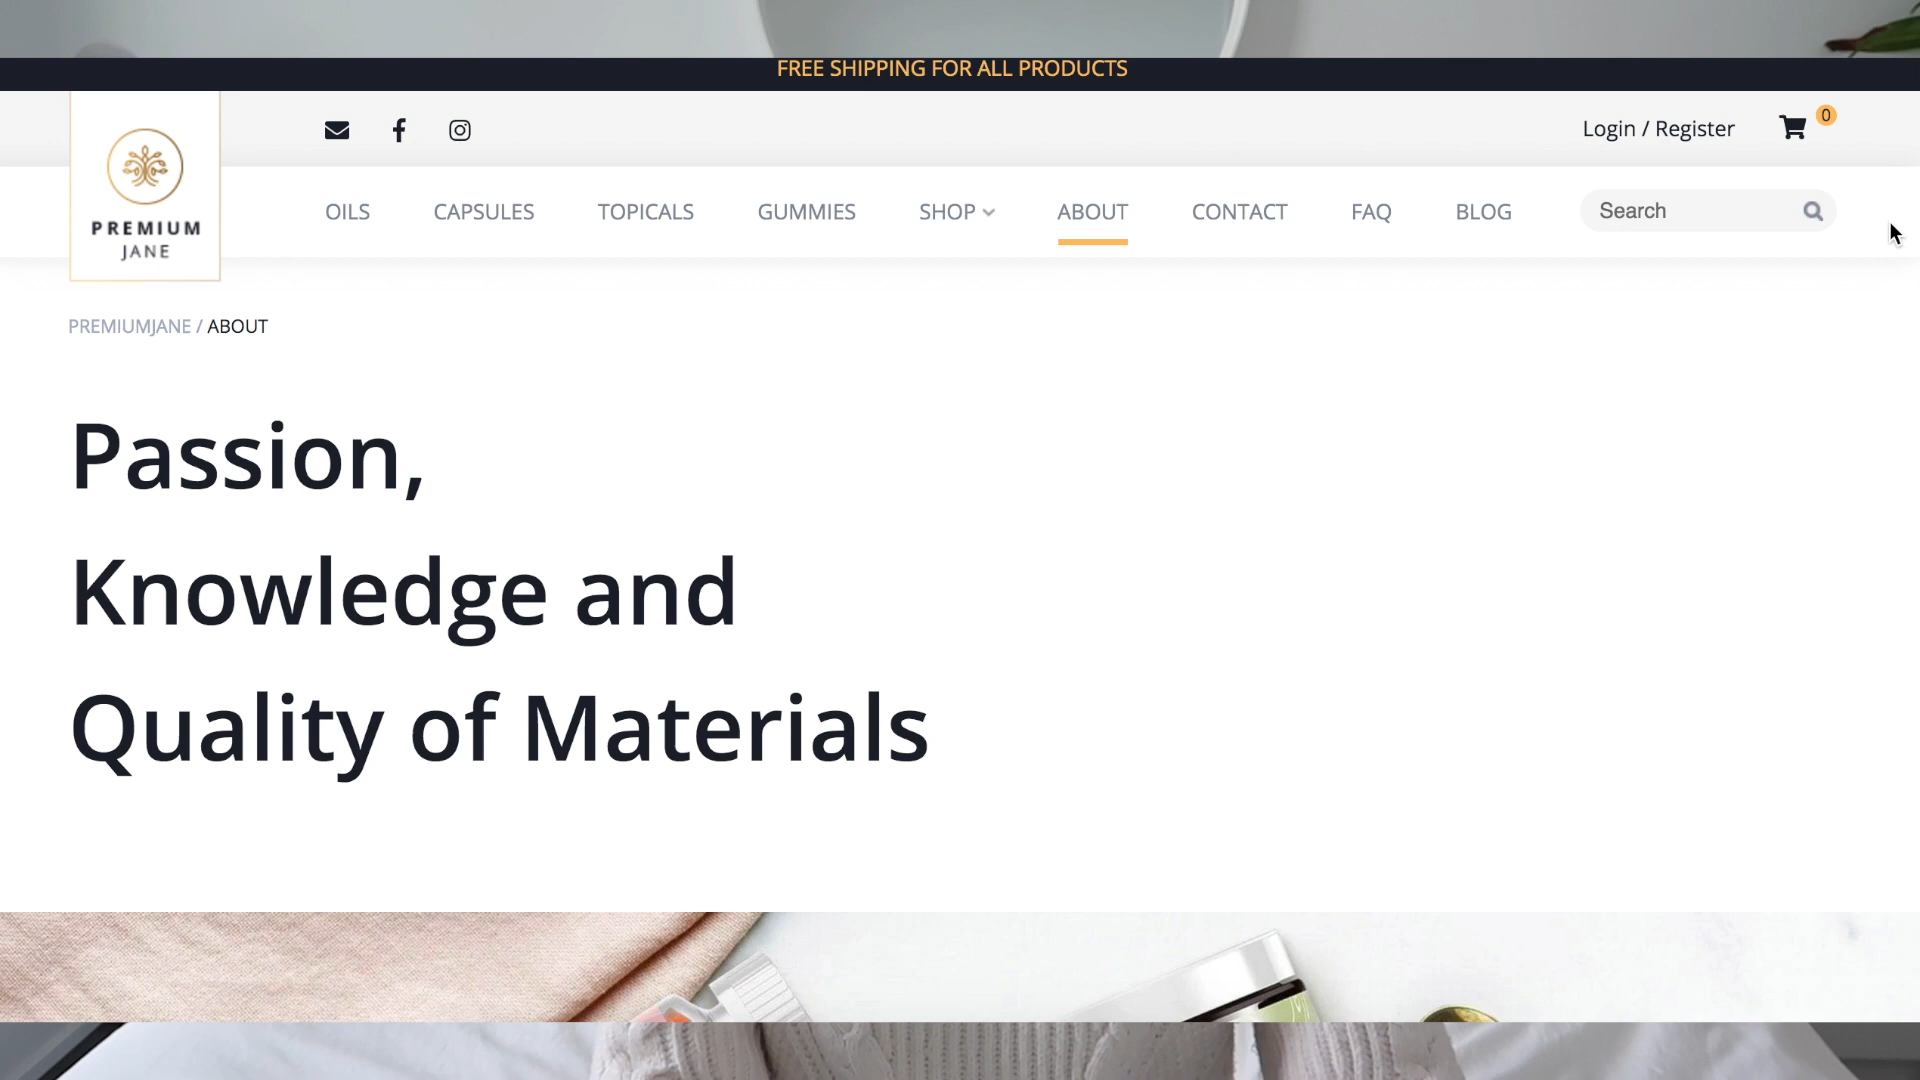 FREE SHIPPING FOR ALL PRODUCTS
Login / Register
0
PREMIUM
JANE
OILS
CAPSULES
TOPICALS
GUMMIES
SHOP
ABOUT
CONTACT
FAQ
BLOG
Search
PREMIUMJANE / ABOUT
Passion,
Knowledge and
Quality of Materials